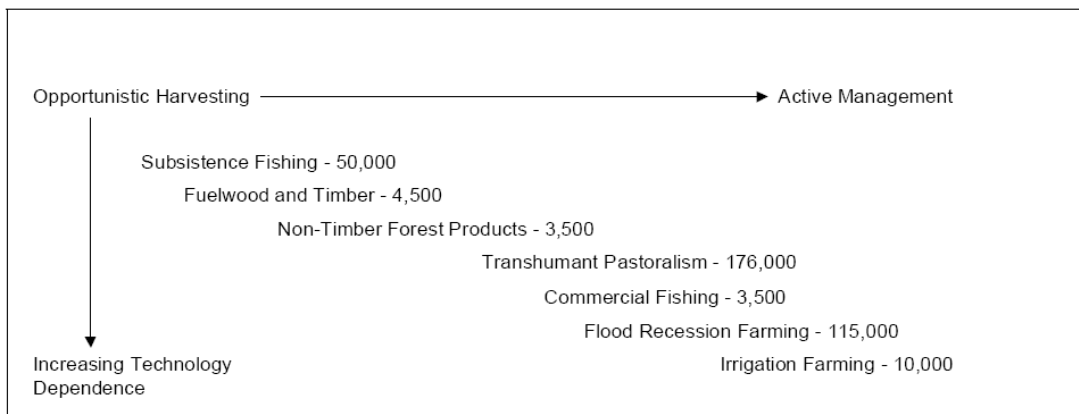 Opportunistic Harvesting
Active Management
Subsistence Fishing - 50,000
Fuelwood and Timber - 4,500
Non-Timber Forest Products - 3,500
Transhumant Pastoralism - 176,000
Commercial Fishing - 3,500
Flood Recession Farming - 115,000
Increasing Technology
Dependence
Irrigation Farming - 10,000